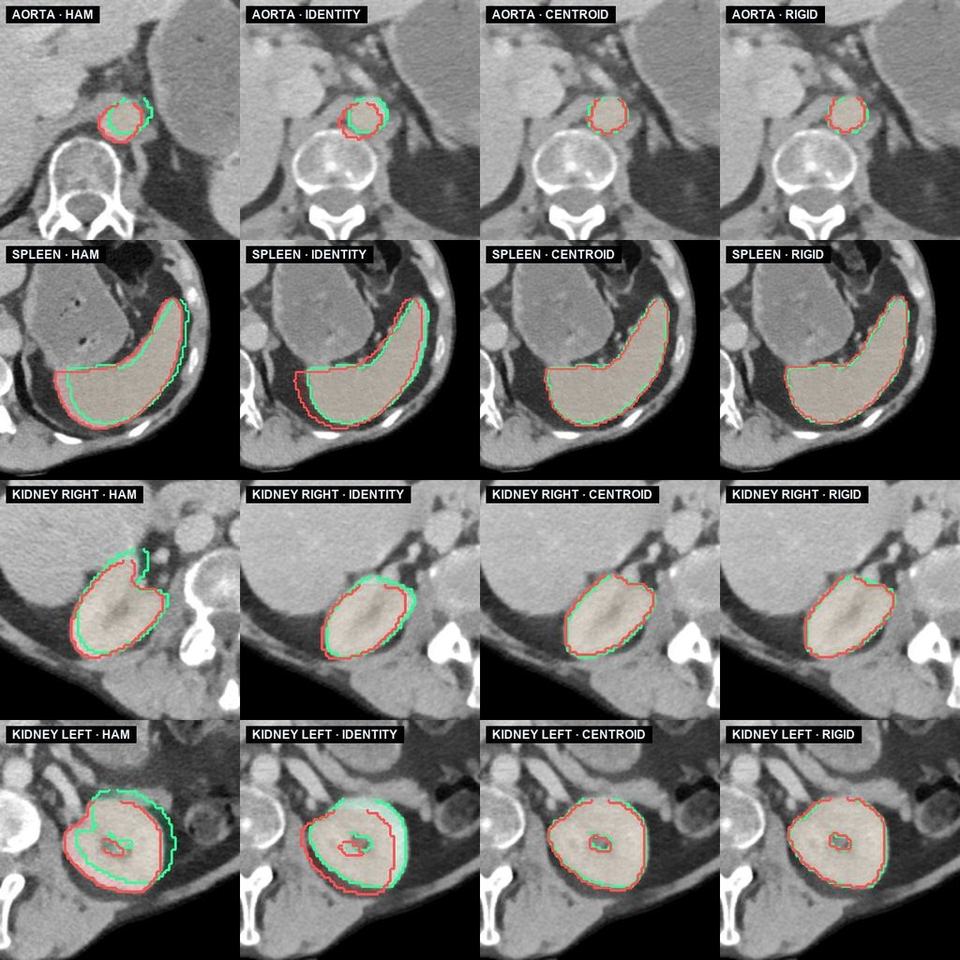 AORTA · HAM
AORTA · IDENTITY
AORTA · CENTROID
AORTA · RIGID
SPLEEN · HAM
SPLEEN · IDENTITY
SPLEEN · CENTROID
SPLEEN · RIGID
KIDNEY RIGHT · HAM
KIDNEY RIGHT · IDENTITY
KIDNEY RIGHT · CENTROID
KIDNEY RIGHT · RIGID
KIDNEY LEFT · HAM
KIDNEY LEFT · IDENTITY
KIDNEY LEFT · CENTROID
KIDNEY LEFT · RIGID